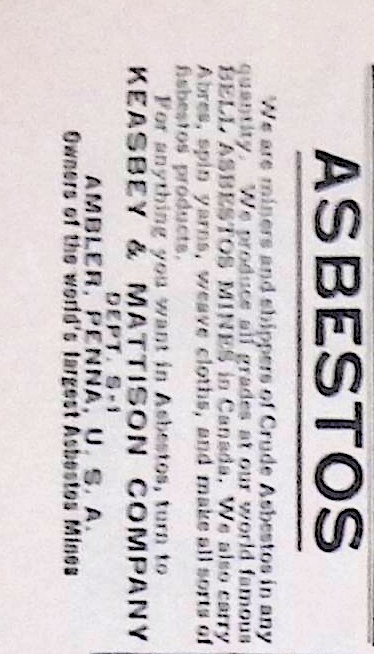 ASBESTOS
We are miners and shippers of Crude Asbestos in any
quantity. We produce all grades at our world famous
BELL ASBESTOS MINES in Canada. We also carry
fibres, spin yarns, weave cloths, and make all sorts of
Asbestos products.
For anything you want in Asbestos, turn to
KEASBEY & MATTISON COMPANY
DEPT. S-1
AMBLER, PENNA., U. S. A.
Owners of the world's largest Asbestos Mines